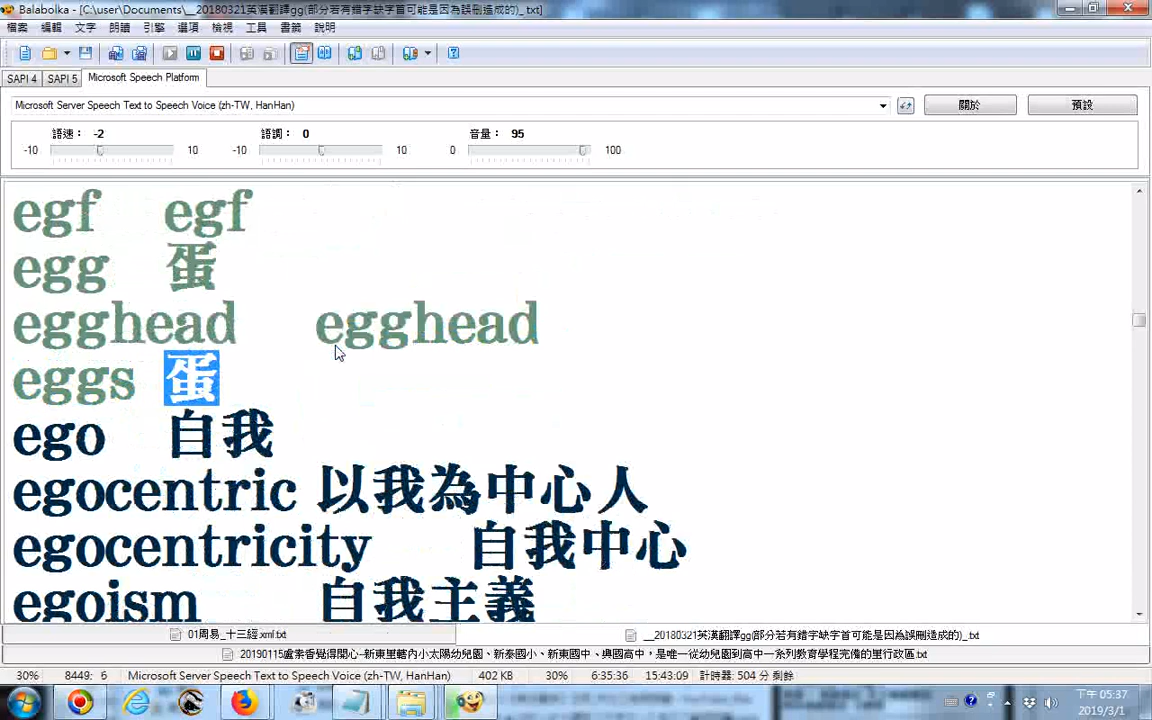 Balabolka - [C:\user\Documents\__20180321英漢翻譯gg(部分若有錯字缺字首可能是因為誤刪造成的)_.txt]
檔案 編輯 文字 朗讀 引擎 選項 檢視 工具 書籤 說明
SAPI 4 SAPI 5 Microsoft Speech Platform
Microsoft Server Speech Text to Speech Voice (zh-TW, HanHan) 關於 預設
語速： -2 語調： 0 音量： 95
-10 10 -10 10 0 100
egf egf
egg 蛋
egghead egghead
eggs 蛋
ego 自我
egocentric 以我為中心人
egocentricity 自我中心
egoism 自我主義
01周易_十三經.xml.txt __20180321英漢翻譯gg(部分若有錯字缺字首可能是因為誤刪造成的)_.txt
20190115盧素香覺得開心-新東里轄內小太陽幼兒園、新泰國小、新東國中、興國高中，是唯一從幼兒園到高中一系列教育學程完備的里行政區.txt
30% 8449: 6 Microsoft Server Speech Text to Speech Voice (zh-TW, HanHan) 402 KB 30% 6:35:36 15:43:09 計時器: 504 分 剩餘
下午 05:37
2019/3/1